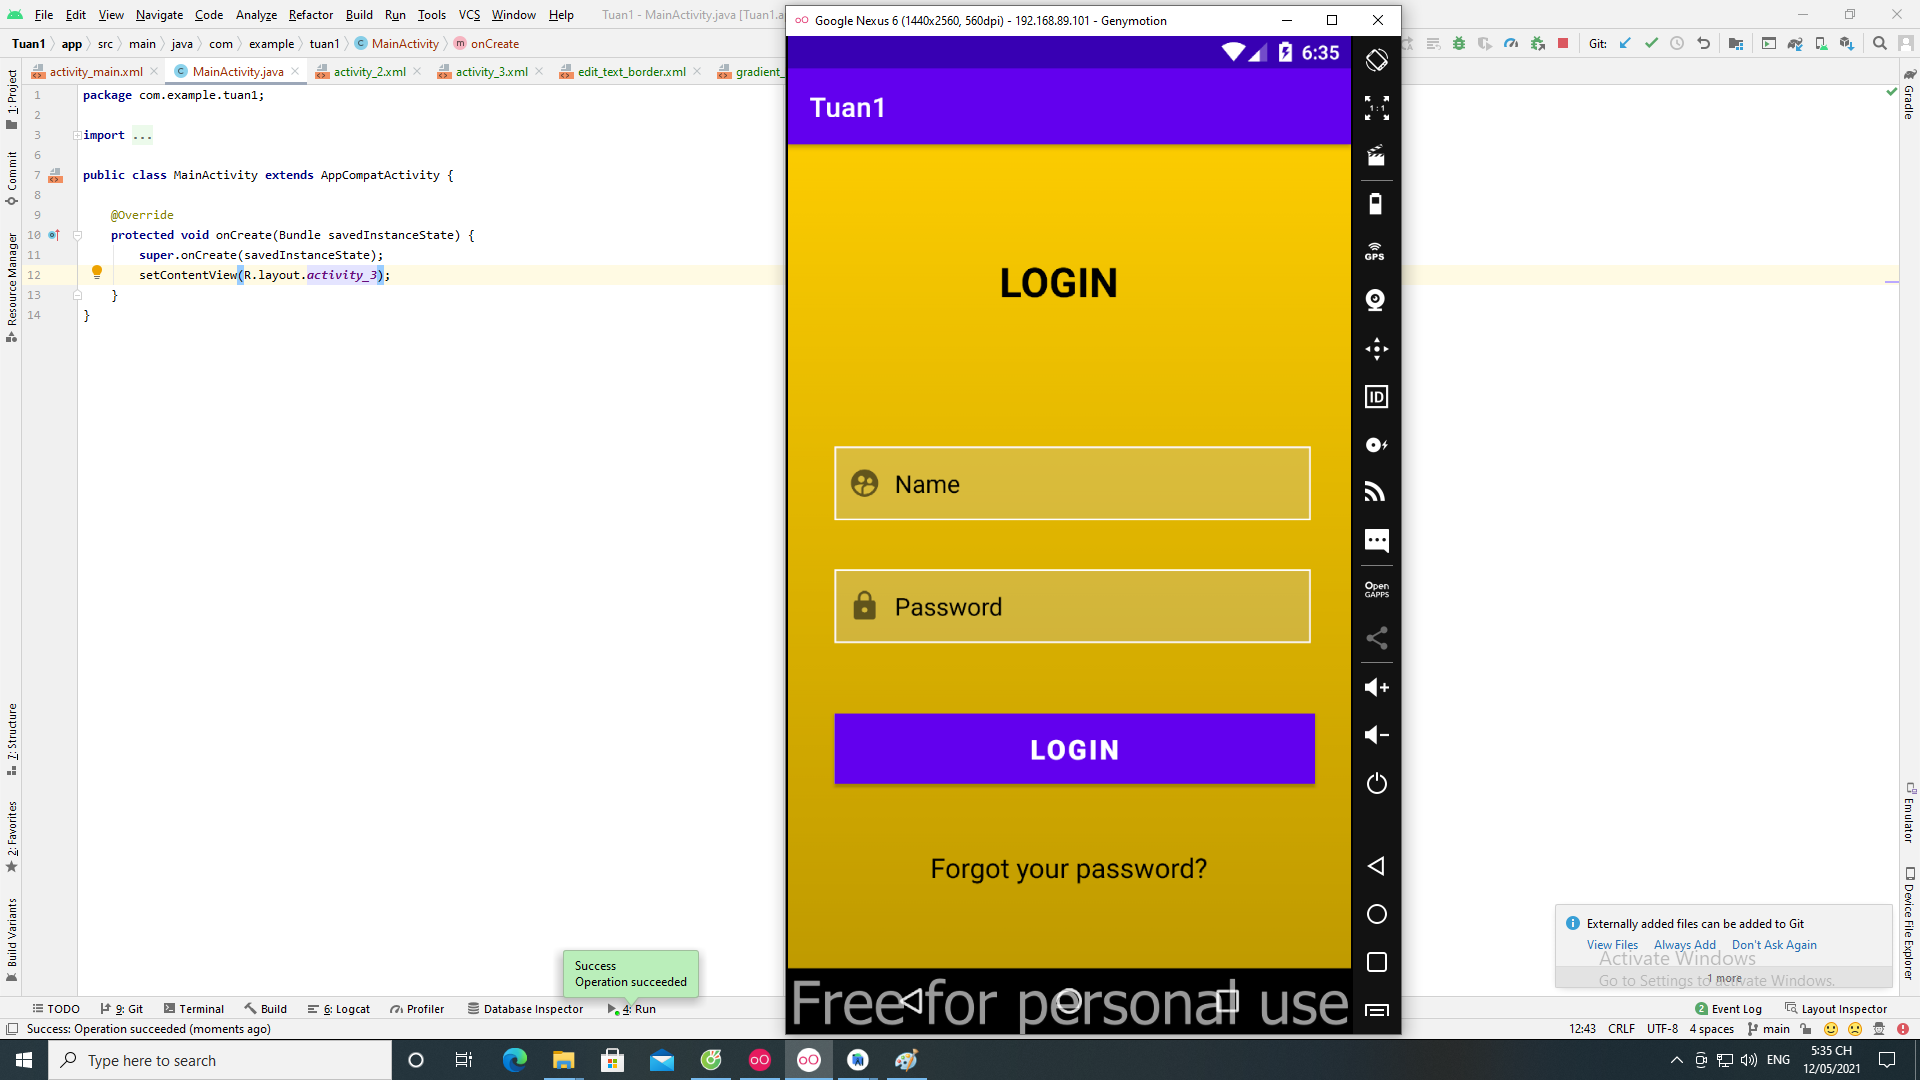 File Edit View Navigate Code Analyze Refactor Build Run Tools VCS Window Help Tuan1 - MainActivity.java [Tuan1.a
Google Nexus 6 (1440x2560, 560dpi) - 192.168.89.101 - Genymotion
Tuan1 app src main java com example tuan1 MainActivity onCreate
Git:
activity_main.xml MainActivity.java activity_2.xml activity_3.xml edit_text_border.xml gradient_
1 package com.example.tuan1;
2
3 import ...
6
7 public class MainActivity extends AppCompatActivity {
8
9 @Override
10 protected void onCreate(Bundle savedInstanceState) {
11 super.onCreate(savedInstanceState);
12 setContentView(R.layout.activity_3);
13 }
14 }
1: Project
Commit
Resource Manager
7: Structure
2: Favorites
Build Variants
6:35
Tuan1
LOGIN
Name
Password
LOGIN
Forgot your password?
Free for personal use
1:1
GPS
ID
Open
GAPPS
Gradle
Emulator
Device File Explorer
Externally added files can be added to Git
View Files Always Add Don't Ask Again
1 more
Activate Windows
Go to Settings to activate Windows.
Success
Operation succeeded
TODO 9: Git Terminal Build 6: Logcat Profiler Database Inspector 4: Run
2 Event Log Layout Inspector
Success: Operation succeeded (moments ago)
12:43 CRLF UTF-8 4 spaces main
Type here to search
ENG
5:35 CH
12/05/2021